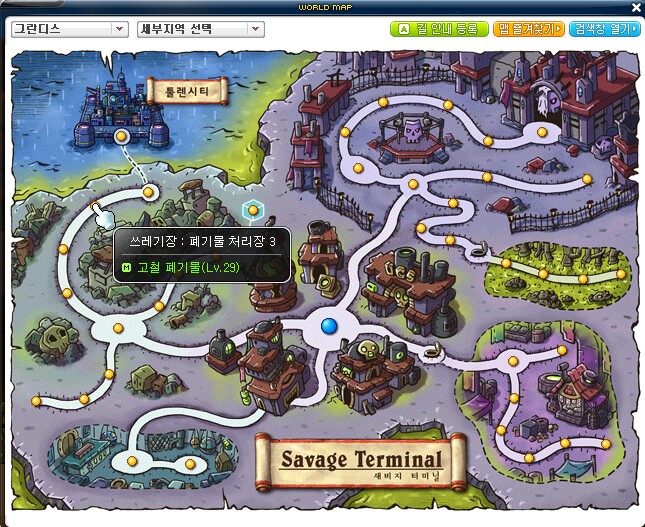 WORLD MAP
그란디스
세부지역 선택
A 길 안내 등록
맵 즐겨찾기
검색창 열기
툴렌시티
쓰레기장 : 폐기물 처리장 3
M 고철 폐기물(Lv.29)
Savage Terminal
새비지 터미널